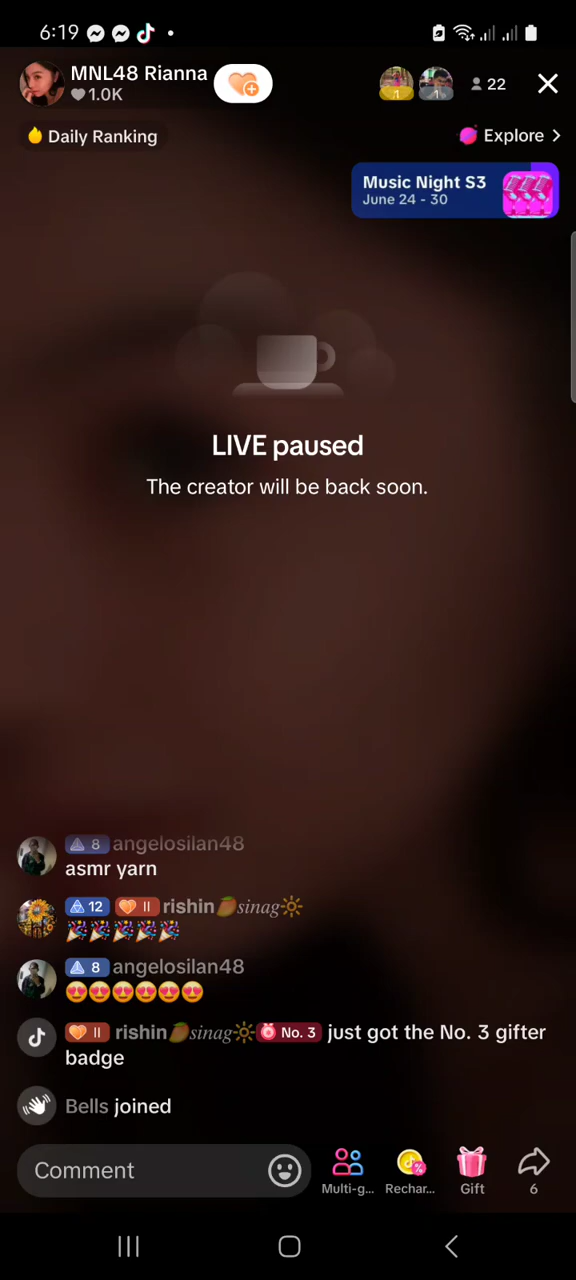 6:19
MNL48 Rianna
1.0K
1
1
22
Daily Ranking
Explore
Music Night S3
June 24 - 30
LIVE paused
The creator will be back soon.
8 angelosilan48
asmr yarn
12 II rishin🥭𝑠𝑖𝑛𝑎𝑔🔆
🎉🎉🎉🎉🎉
8 angelosilan48
😍😍😍😍😍😍
II rishin🥭𝑠𝑖𝑛𝑎𝑔🔆 No. 3 just got the No. 3 gifter
badge
Bells joined
Comment
Multi-g...
Rechar...
Gift
6